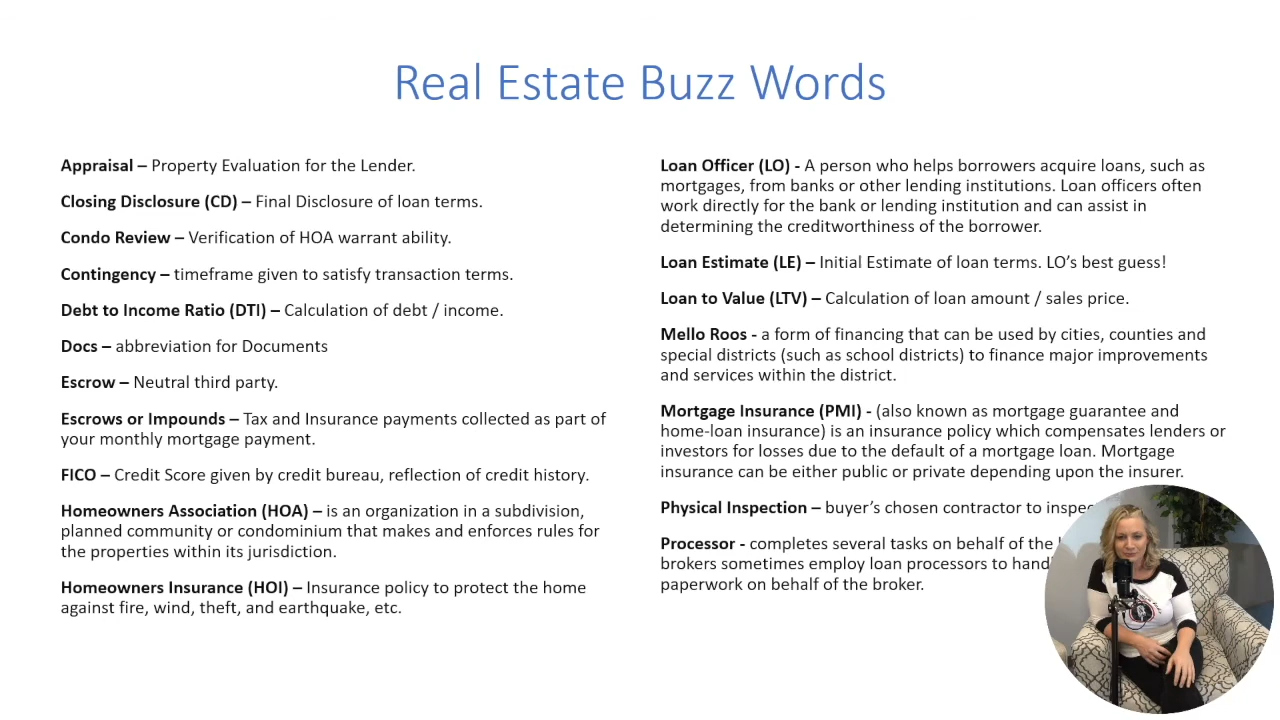 Real Estate Buzz Words
Appraisal – Property Evaluation for the Lender.
Closing Disclosure (CD) – Final Disclosure of loan terms.
Condo Review – Verification of HOA warrant ability.
Contingency – timeframe given to satisfy transaction terms.
Debt to Income Ratio (DTI) – Calculation of debt / income.
Docs – abbreviation for Documents
Escrow – Neutral third party.
Escrows or Impounds – Tax and Insurance payments collected as part of
your monthly mortgage payment.
FICO – Credit Score given by credit bureau, reflection of credit history.
Homeowners Association (HOA) – is an organization in a subdivision,
planned community or condominium that makes and enforces rules for
the properties within its jurisdiction.
Homeowners Insurance (HOI) – Insurance policy to protect the home
against fire, wind, theft, and earthquake, etc.
Loan Officer (LO) - A person who helps borrowers acquire loans, such as
mortgages, from banks or other lending institutions. Loan officers often
work directly for the bank or lending institution and can assist in
determining the creditworthiness of the borrower.
Loan Estimate (LE) – Initial Estimate of loan terms. LO’s best guess!
Loan to Value (LTV) – Calculation of loan amount / sales price.
Mello Roos - a form of financing that can be used by cities, counties and
special districts (such as school districts) to finance major improvements
and services within the district.
Mortgage Insurance (PMI) - (also known as mortgage guarantee and
home-loan insurance) is an insurance policy which compensates lenders or
investors for losses due to the default of a mortgage loan. Mortgage
insurance can be either public or private depending upon the insurer.
Physical Inspection – buyer’s chosen contractor to
Processor - completes several tasks on behalf of the
brokers sometimes employ loan processors to
paperwork on behalf of the broker.